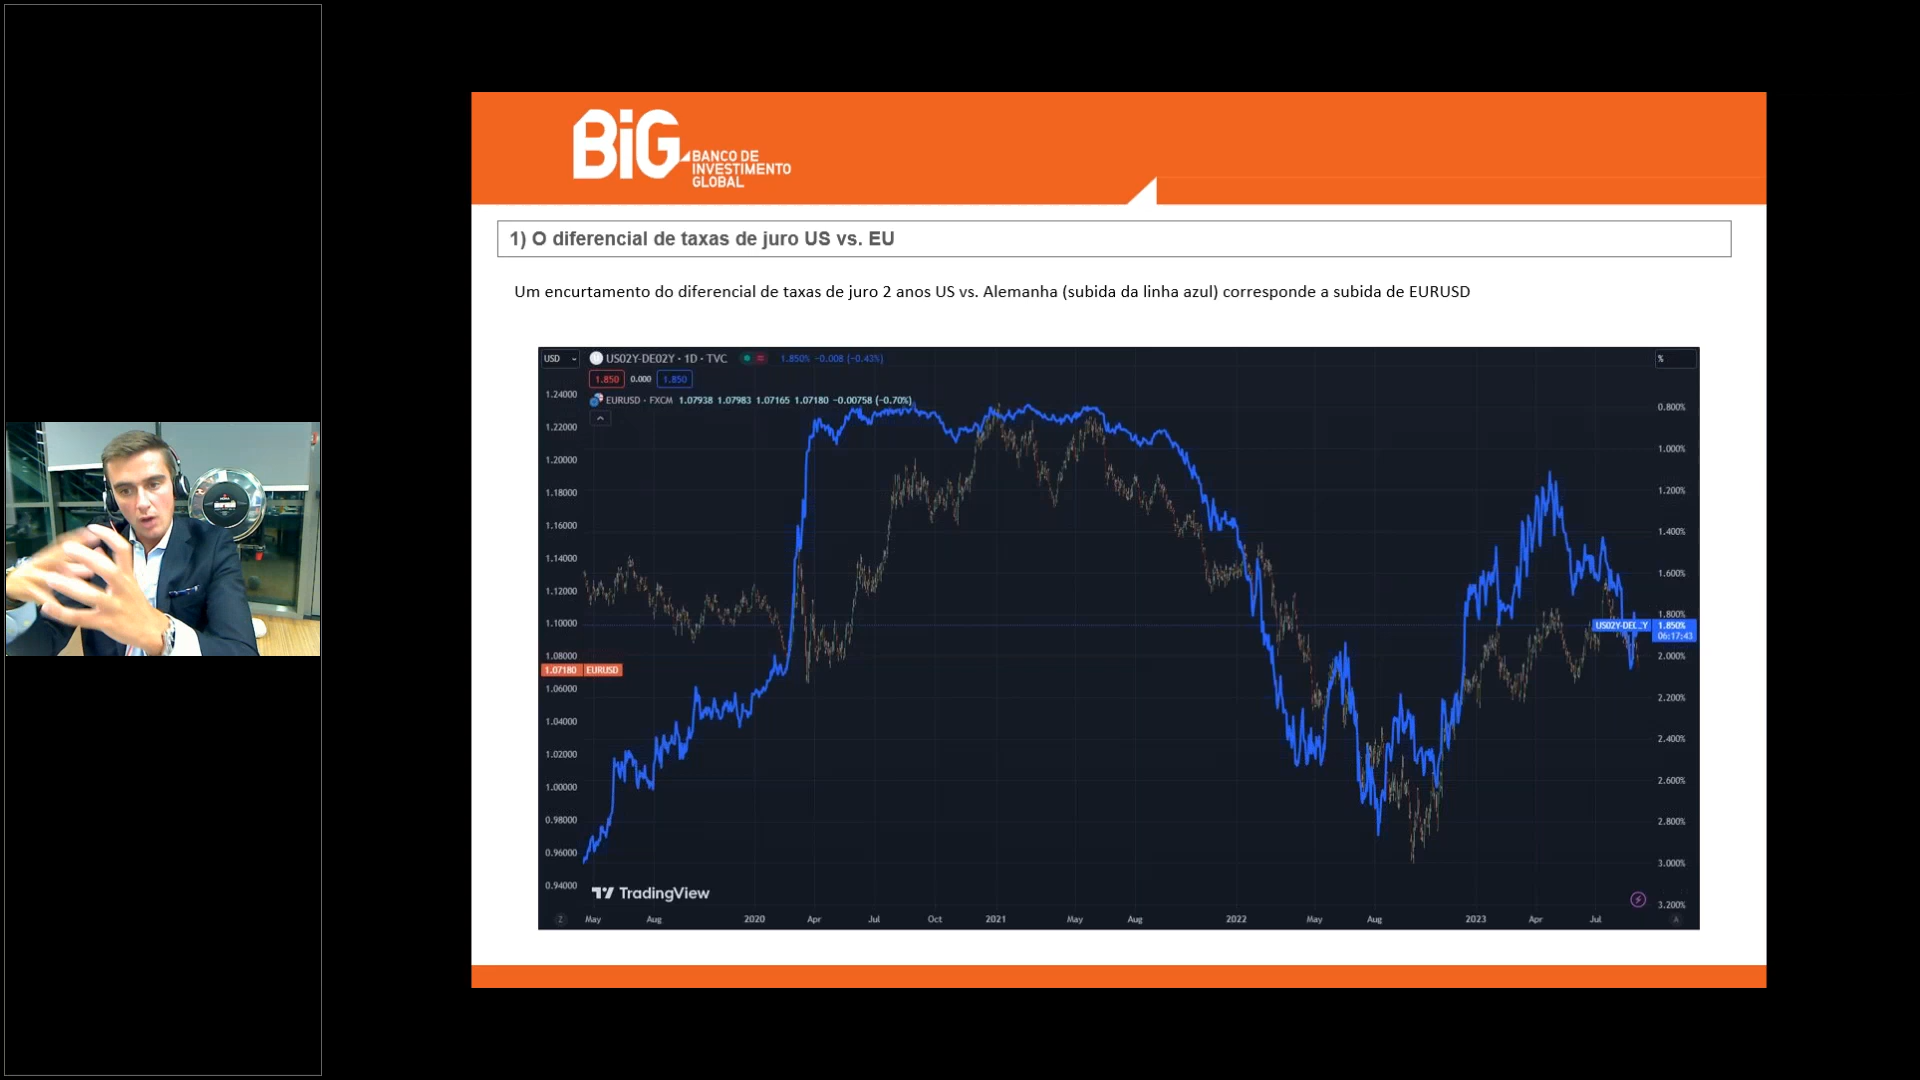 BiG
BANCO DE
INVESTIMENTO
GLOBAL
1) O diferencial de taxas de juro US vs. EU
Um encurtamento do diferencial de taxas de juro 2 anos US vs. Alemanha (subida da linha azul) corresponde a subida de EURUSD
USD
US02Y-DE02Y · 1D · TVC 1.850% −0.008 (−0.43%)
%
1.850 0.000 1.850
EURUSD · FXCM 1.07938 1.07983 1.07165 1.07180 −0.00758 (−0.70%)
1.24000
1.22000
1.20000
1.18000
1.16000
1.14000
1.12000
1.10000
1.08000
1.07180 EURUSD
1.06000
1.04000
1.02000
1.00000
0.98000
0.96000
0.94000
0.800%
1.000%
1.200%
1.400%
1.600%
1.800%
US02Y-DE0...Y 1.850%
06:17:43
2.000%
2.200%
2.400%
2.600%
2.800%
3.000%
3.200%
TradingView
Z May Aug 2020 Apr Jul Oct 2021 May Aug 2022 May Aug 2023 Apr Jul A